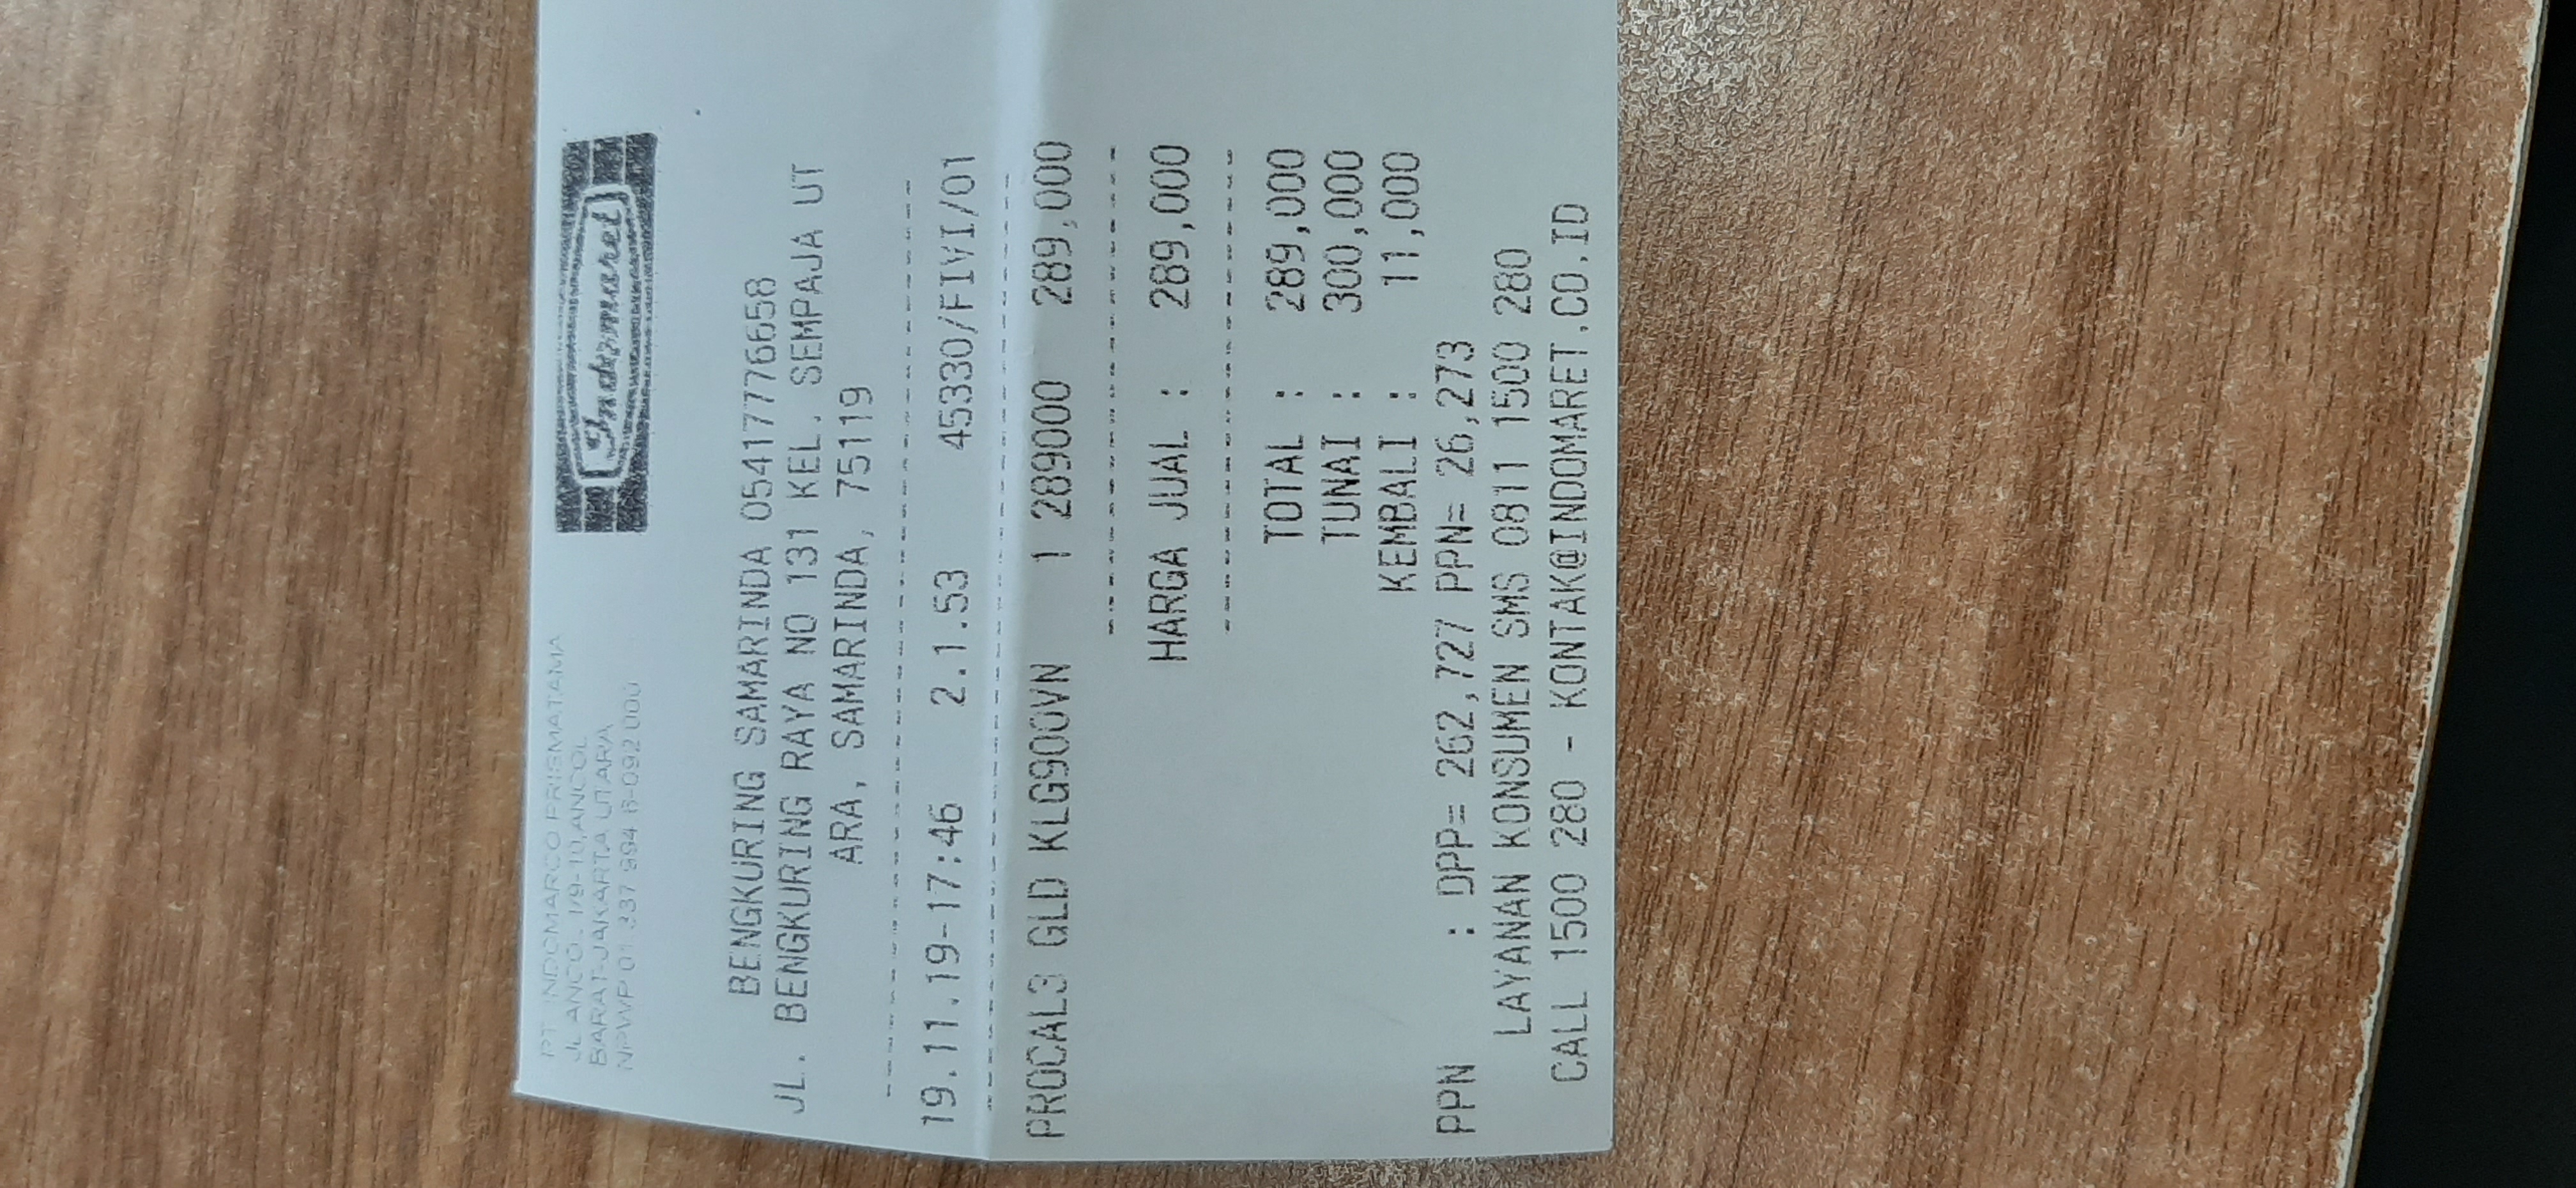 PT. INDOMARCO PRISMATAMA
JL ANCOL 1/9-10,ANCOL
BARAT-JAKARTA UTARA
NPWP 01 337 994 6-092 000
Indomaret
BENGKURING SAMARINDA 05417776658
JL. BENGKURING RAYA NO 131 KEL. SEMPAJA UT
ARA, SAMARINDA, 75119
19.11.19-17:46 2.1.53 45330/FIVI/01
PROCAL3 GLD KLG900VN 1 289000 289,000
HARGA JUAL : 289,000
TOTAL : 289,000
TUNAI : 300,000
KEMBALI : 11,000
PPN : DPP= 262,727 PPN= 26,273
LAYANAN KONSUMEN SMS 0811 1500 280
CALL 1500 280 - KONTAK@INDOMARET.CO.ID